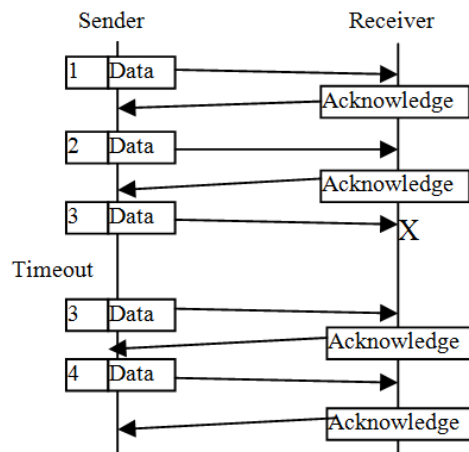 Sender Receiver
1 Data
Acknowledge
2 Data
Acknowledge
3 Data
X
Timeout
3 Data
Acknowledge
4 Data
Acknowledge